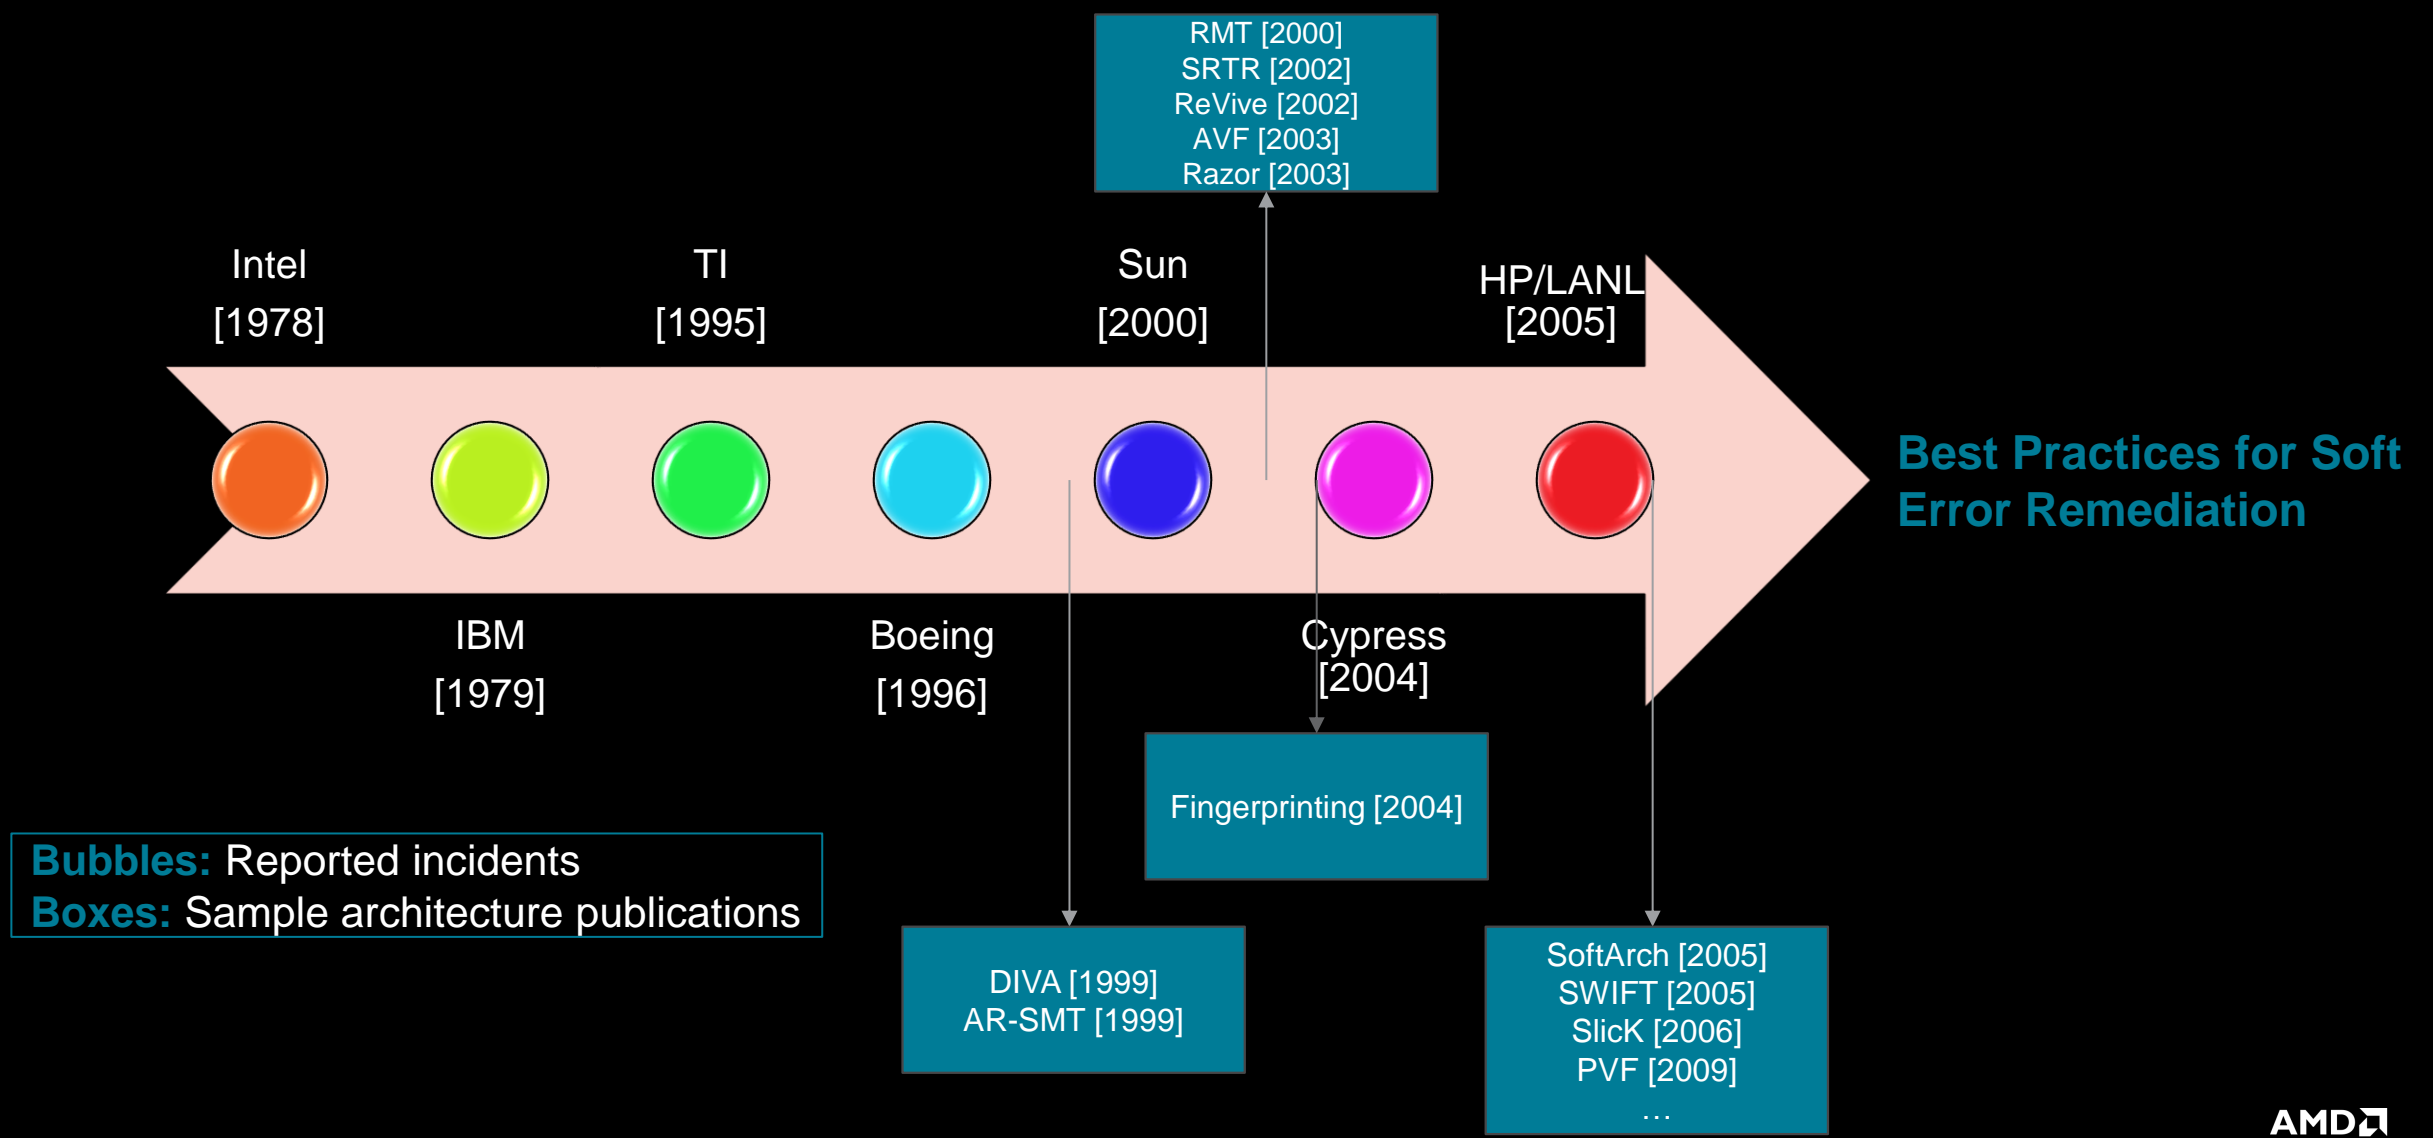 RMT [2000]
SRTR [2002]
ReVive [2002]
AVF [2003]
Razor [2003]
Intel
[1978]
TI
[1995]
Sun
[2000]
HP/LANL
[2005]
Best Practices for Soft
Error Remediation
IBM
[1979]
Boeing
[1996]
Cypress
[2004]
Fingerprinting [2004]
Bubbles: Reported incidents
Boxes: Sample architecture publications
DIVA [1999]
AR-SMT [1999]
SoftArch [2005]
SWIFT [2005]
SlicK [2006]
PVF [2009]
…
AMD